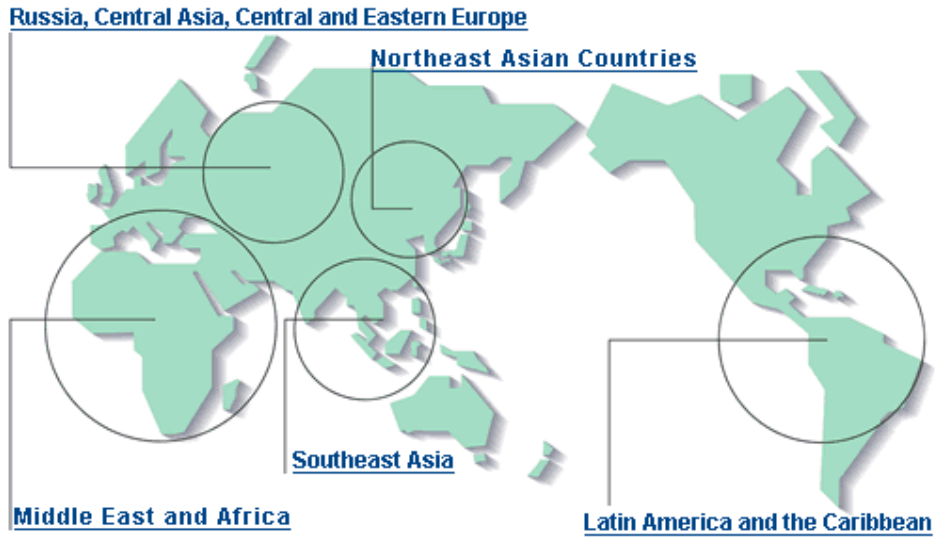 Russia, Central Asia, Central and Eastern Europe
Northeast Asian Countries
Southeast Asia
Middle East and Africa
Latin America and the Caribbean